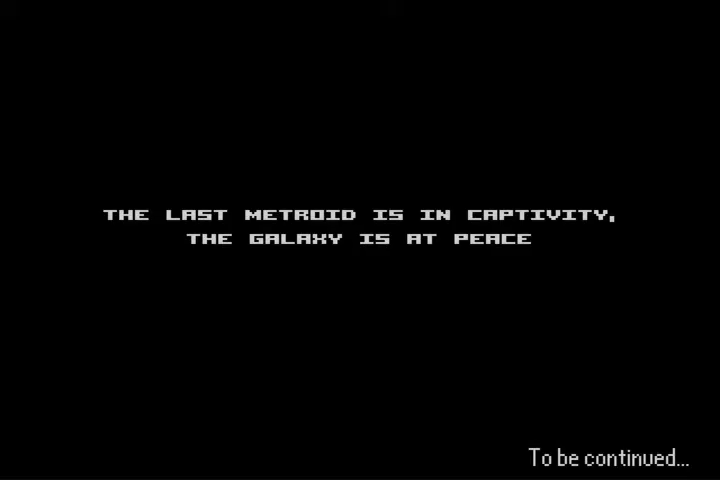 THE LAST METROID IS IN CAPTIVITY,
THE GALAXY IS AT PEACE
To be continued...